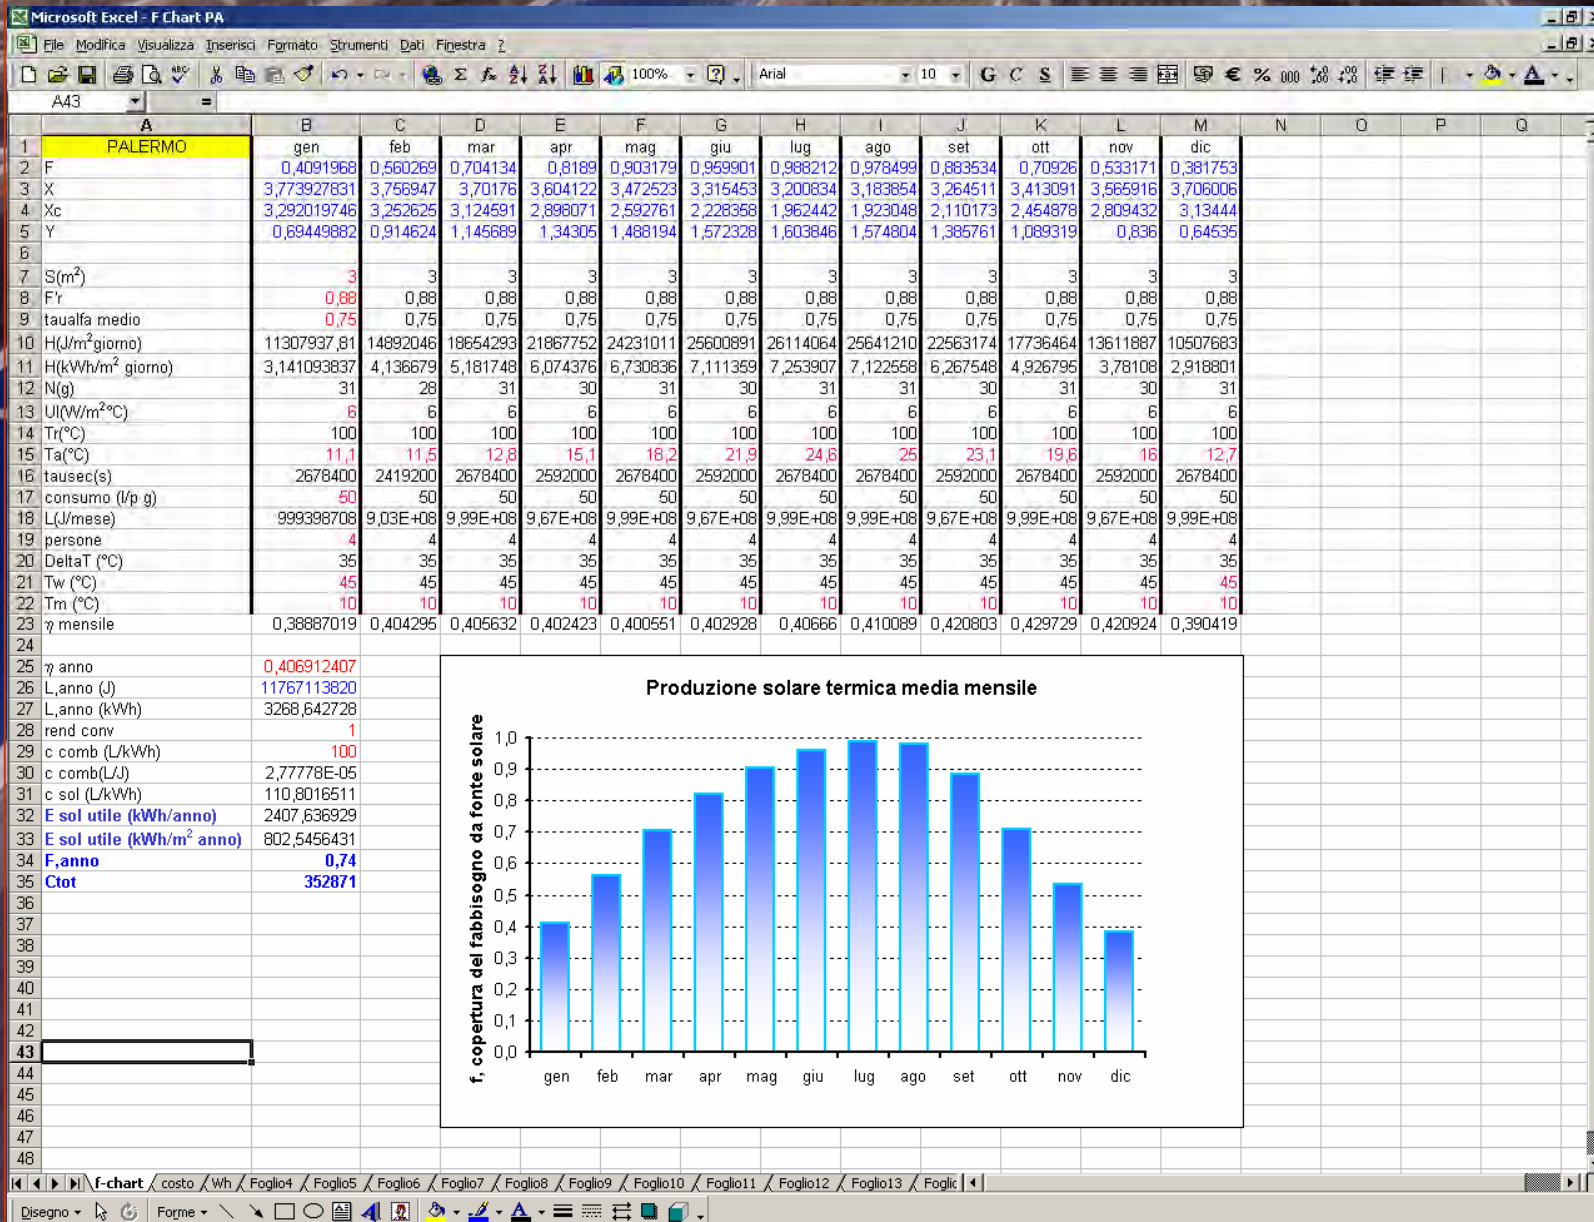 Microsoft Excel - F Chart PA
File Modifica Visualizza Inserisci Formato Strumenti Dati Finestra ?
100% Arial 10 G C S € % 000
A43 =
A B C D E F G H I J K L M N O P Q
1 PALERMO gen feb mar apr mag giu lug ago set ott nov dic
2 F 0,4091968 0,560269 0,704134 0,8189 0,903179 0,959901 0,988212 0,978499 0,883534 0,70926 0,533171 0,381753
3 X 3,773927831 3,756947 3,70176 3,604122 3,472523 3,315453 3,200834 3,183854 3,264511 3,413091 3,565916 3,706006
4 Xc 3,292019746 3,252625 3,124591 2,898071 2,592761 2,228358 1,962442 1,923048 2,110173 2,454878 2,809432 3,13444
5 Y 0,69449882 0,914624 1,145689 1,34305 1,488194 1,572328 1,603846 1,574804 1,385761 1,089319 0,836 0,64535
6
7 S(m²) 3 3 3 3 3 3 3 3 3 3 3 3
8 F'r 0,88 0,88 0,88 0,88 0,88 0,88 0,88 0,88 0,88 0,88 0,88 0,88
9 taualfa medio 0,75 0,75 0,75 0,75 0,75 0,75 0,75 0,75 0,75 0,75 0,75 0,75
10 H(J/m²giorno) 11307937,81 14892046 18654293 21867752 24231011 25600891 26114064 25641210 22563174 17736464 13611887 10507683
11 H(kWh/m² giorno) 3,141093837 4,136679 5,181748 6,074376 6,730836 7,111359 7,253907 7,122558 6,267548 4,926795 3,78108 2,918801
12 N(g) 31 28 31 30 31 30 31 31 30 31 30 31
13 Ul(W/m²°C) 6 6 6 6 6 6 6 6 6 6 6 6
14 Tr(°C) 100 100 100 100 100 100 100 100 100 100 100 100
15 Ta(°C) 11,1 11,5 12,8 15,1 18,2 21,9 24,6 25 23,1 19,6 16 12,7
16 tausec(s) 2678400 2419200 2678400 2592000 2678400 2592000 2678400 2678400 2592000 2678400 2592000 2678400
17 consumo (l/p g) 50 50 50 50 50 50 50 50 50 50 50 50
18 L(J/mese) 999398708 9,03E+08 9,99E+08 9,67E+08 9,99E+08 9,67E+08 9,99E+08 9,99E+08 9,67E+08 9,99E+08 9,67E+08 9,99E+08
19 persone 4 4 4 4 4 4 4 4 4 4 4 4
20 DeltaT (°C) 35 35 35 35 35 35 35 35 35 35 35 35
21 Tw (°C) 45 45 45 45 45 45 45 45 45 45 45 45
22 Tm (°C) 10 10 10 10 10 10 10 10 10 10 10 10
23 η mensile 0,38887019 0,404295 0,405632 0,402423 0,400551 0,402928 0,40666 0,410089 0,420803 0,429729 0,420924 0,390419
24
25 η anno 0,406912407
26 L,anno (J) 11767113820
27 L,anno (kWh) 3268,642728
28 rend conv 1
29 c comb (L/kWh) 100
30 c comb(L/J) 2,77778E-05
31 c sol (L/kWh) 110,8016511
32 E sol utile (kWh/anno) 2407,636929
33 E sol utile (kWh/m² anno) 802,5456431
34 F,anno 0,74
35 Ctot 352871
36
37
38
39
40
41
42
43
44
45
46
47
48
Produzione solare termica media mensile
f, copertura del fabbisogno da fonte solare
1,0
0,9
0,8
0,7
0,6
0,5
0,4
0,3
0,2
0,1
0,0
gen feb mar apr mag giu lug ago set ott nov dic
f-chart costo Wh Foglio4 Foglio5 Foglio6 Foglio7 Foglio8 Foglio9 Foglio10 Foglio11 Foglio12 Foglio13 Foglic
Disegno Forme